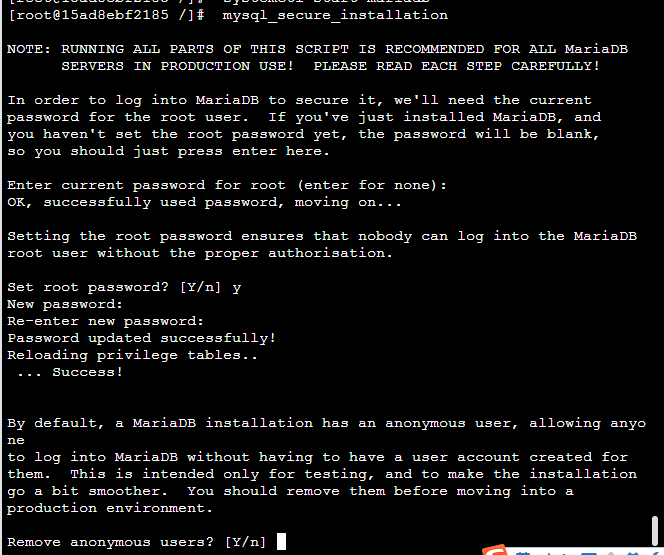 [root@15ad8ebf2185 /]#  systemctl start mariadb
[root@15ad8ebf2185 /]#  mysql_secure_installation
NOTE: RUNNING ALL PARTS OF THIS SCRIPT IS RECOMMENDED FOR ALL MariaDB
      SERVERS IN PRODUCTION USE!  PLEASE READ EACH STEP CAREFULLY!
In order to log into MariaDB to secure it, we'll need the current
password for the root user.  If you've just installed MariaDB, and
you haven't set the root password yet, the password will be blank,
so you should just press enter here.
Enter current password for root (enter for none):
OK, successfully used password, moving on...
Setting the root password ensures that nobody can log into the MariaDB
root user without the proper authorisation.
Set root password? [Y/n] y
New password:
Re-enter new password:
Password updated successfully!
Reloading privilege tables..
 ... Success!
By default, a MariaDB installation has an anonymous user, allowing anyo
ne
to log into MariaDB without having to have a user account created for
them.  This is intended only for testing, and to make the installation
go a bit smoother.  You should remove them before moving into a
production environment.
Remove anonymous users? [Y/n]